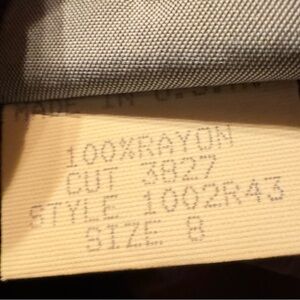 MADE IN U.S.A.
100%RAYON
CUT 3827
STYLE 1002R43
SIZE 8